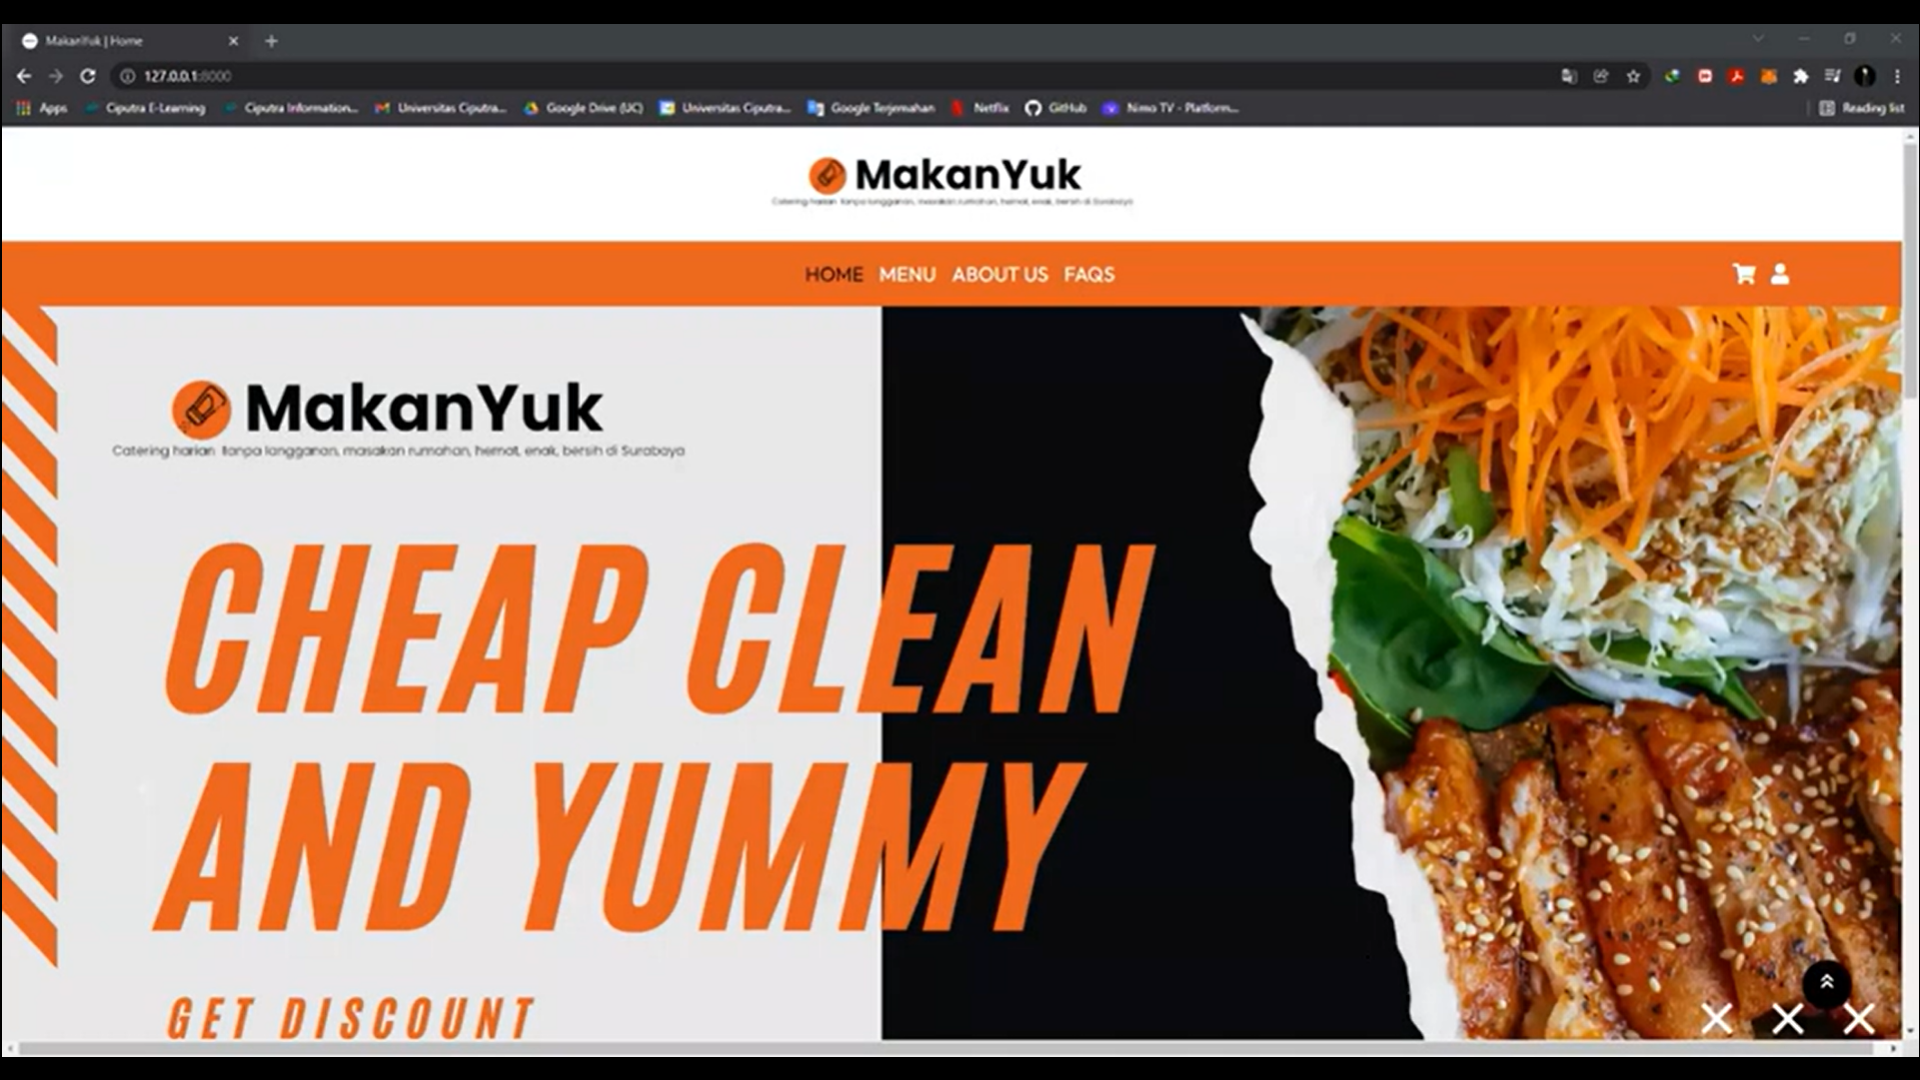 MakanYuk | Home
127.0.0.1:8000
Apps
Ciputra E-Learning
Ciputra Information...
Universitas Ciputra...
Google Drive (UC)
Universitas Ciputra...
Google Terjemahan
Netflix
GitHub
Nimo TV - Platform...
Reading list
MakanYuk
Catering harian tanpa langganan, masakan rumahan, hemat, enak, bersih di Surabaya
HOME MENU ABOUT US FAQS
MakanYuk
Catering harian tanpa langganan, masakan rumahan, hemat, enak, bersih di Surabaya
CHEAP CLEAN
AND YUMMY
GET DISCOUNT